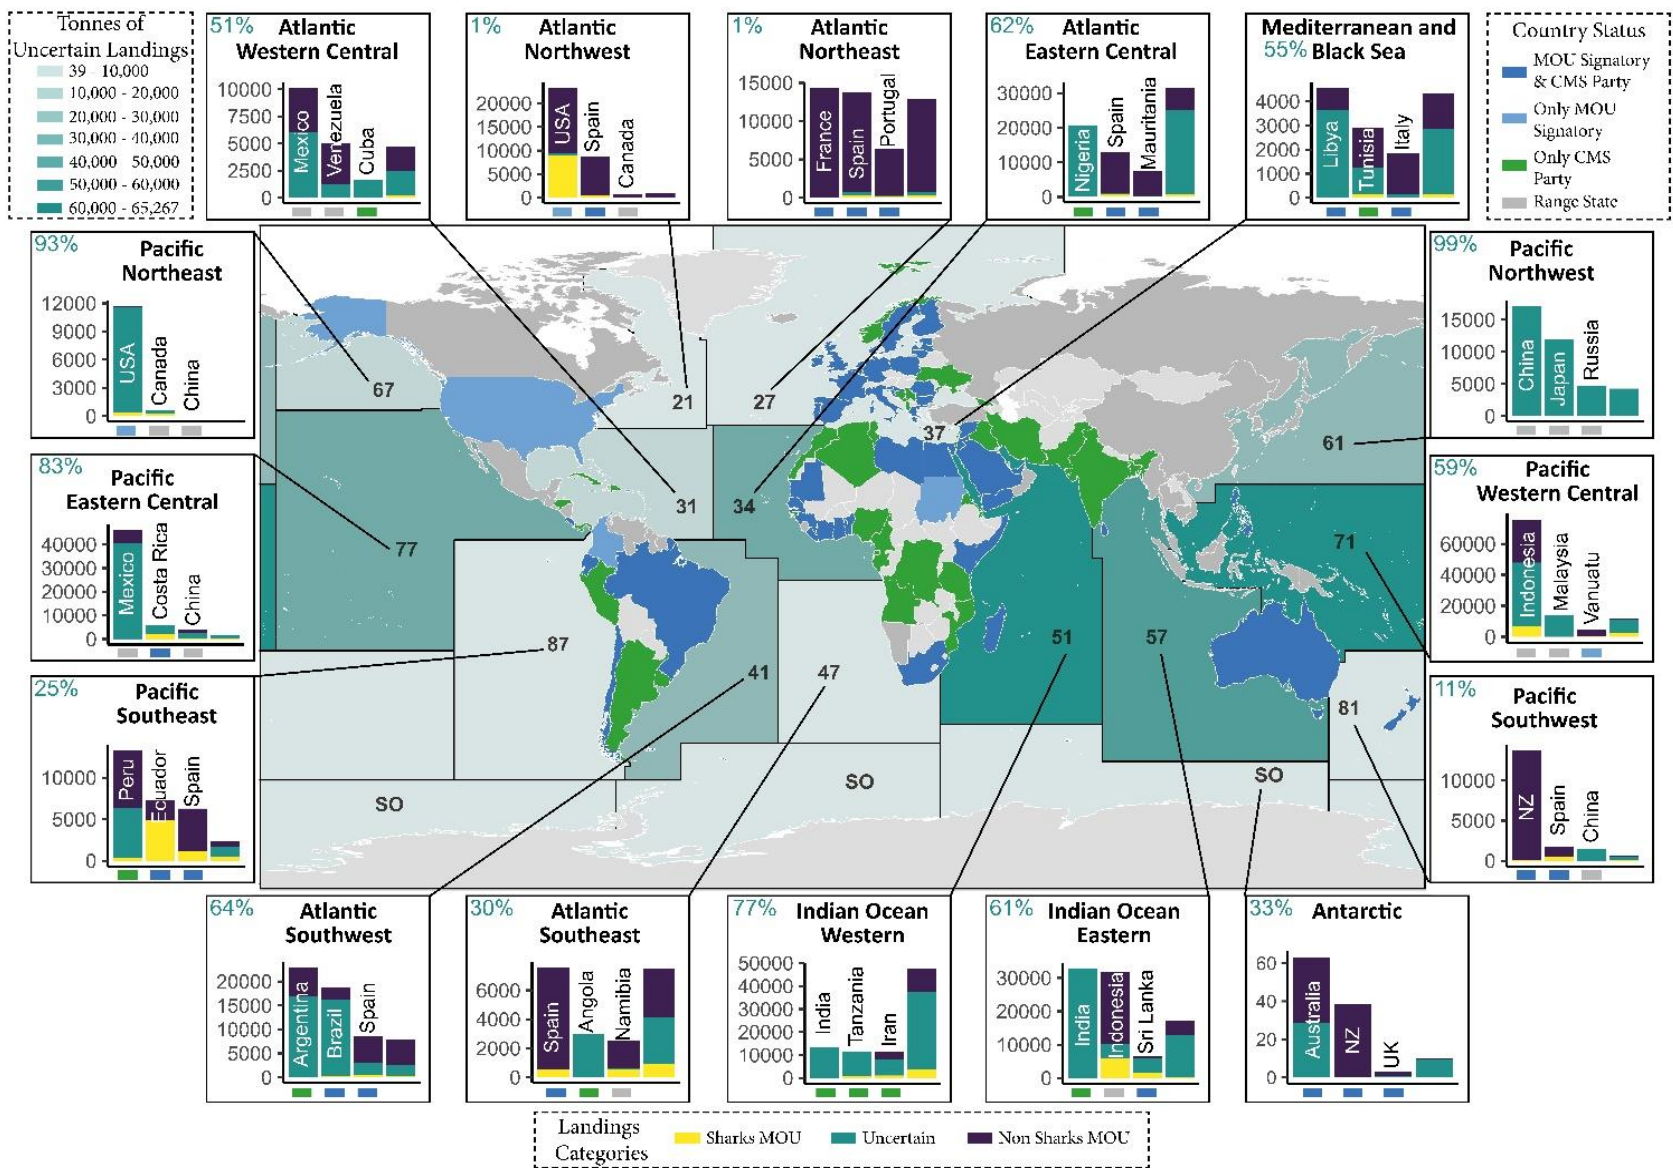 Tonnes of
Uncertain Landings
39 - 10,000
10,000 - 20,000
20,000 - 30,000
30,000 - 40,000
40,000 - 50,000
50,000 - 60,000
60,000 - 65,267
51%
Atlantic
Western Central
10000
7500
5000
2500
0
Mexico
Venezuela
Cuba
1%
Atlantic
Northwest
20000
15000
10000
5000
0
USA
Spain
Canada
1%
Atlantic
Northeast
15000
10000
5000
0
France
Spain
Portugal
62%
Atlantic
Eastern Central
30000
20000
10000
0
Nigeria
Spain
Mauritania
Mediterranean and
55% Black Sea
4000
3000
2000
1000
0
Libya
Tunisia
Italy
Country Status
MOU Signatory
& CMS Party
Only MOU
Signatory
Only CMS
Party
Range State
93%
Pacific
Northeast
12000
9000
6000
3000
0
USA
Canada
China
83%
Pacific
Eastern Central
40000
30000
20000
10000
0
Mexico
Costa Rica
China
25%
Pacific
Southeast
10000
5000
0
Peru
Ecuador
Spain
67
21
27
37
61
31
34
77
71
87
41
47
51
57
81
SO
SO
SO
99%
Pacific
Northwest
15000
10000
5000
0
China
Japan
Russia
59%
Pacific
Western Central
60000
40000
20000
0
Indonesia
Malaysia
Vanuatu
11%
Pacific
Southwest
10000
5000
0
NZ
Spain
China
64%
Atlantic
Southwest
20000
15000
10000
5000
0
Argentina
Brazil
Spain
30%
Atlantic
Southeast
6000
4000
2000
0
Spain
Angola
Namibia
77%
Indian Ocean
Western
50000
40000
30000
20000
10000
0
India
Tanzania
Iran
61%
Indian Ocean
Eastern
30000
20000
10000
0
India
Indonesia
Sri Lanka
33%
Antarctic
60
40
20
0
Australia
NZ
UK
Landings
Categories
Sharks MOU
Uncertain
Non Sharks MOU